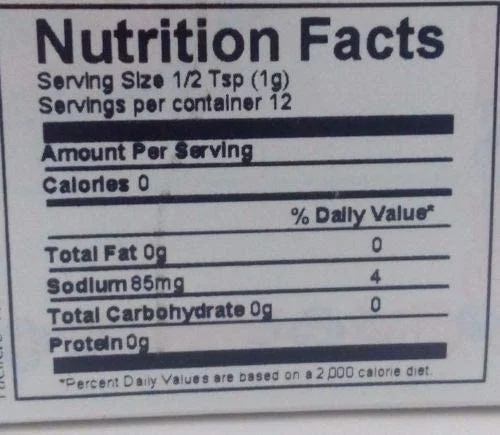 Nutrition Facts
Serving Size 1/2 Tsp (1g)
Servings per container 12
Amount Per Serving
Calories 0
% Daily Value*
Total Fat 0g 0
Sodium 85mg 4
Total Carbohydrate 0g 0
Protein 0g
*Percent Daily Values are based on a 2,000 calorie diet.